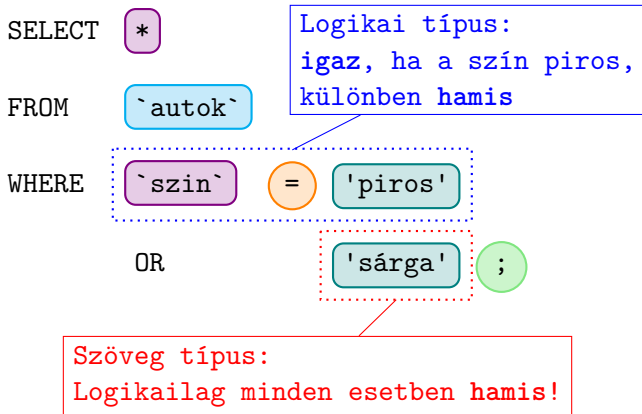 SELECT *
Logikai típus:
igaz, ha a szín piros,
különben hamis
FROM `autok`
WHERE `szin` = 'piros'
OR 'sárga' ;
Szöveg típus:
Logikailag minden esetben hamis!